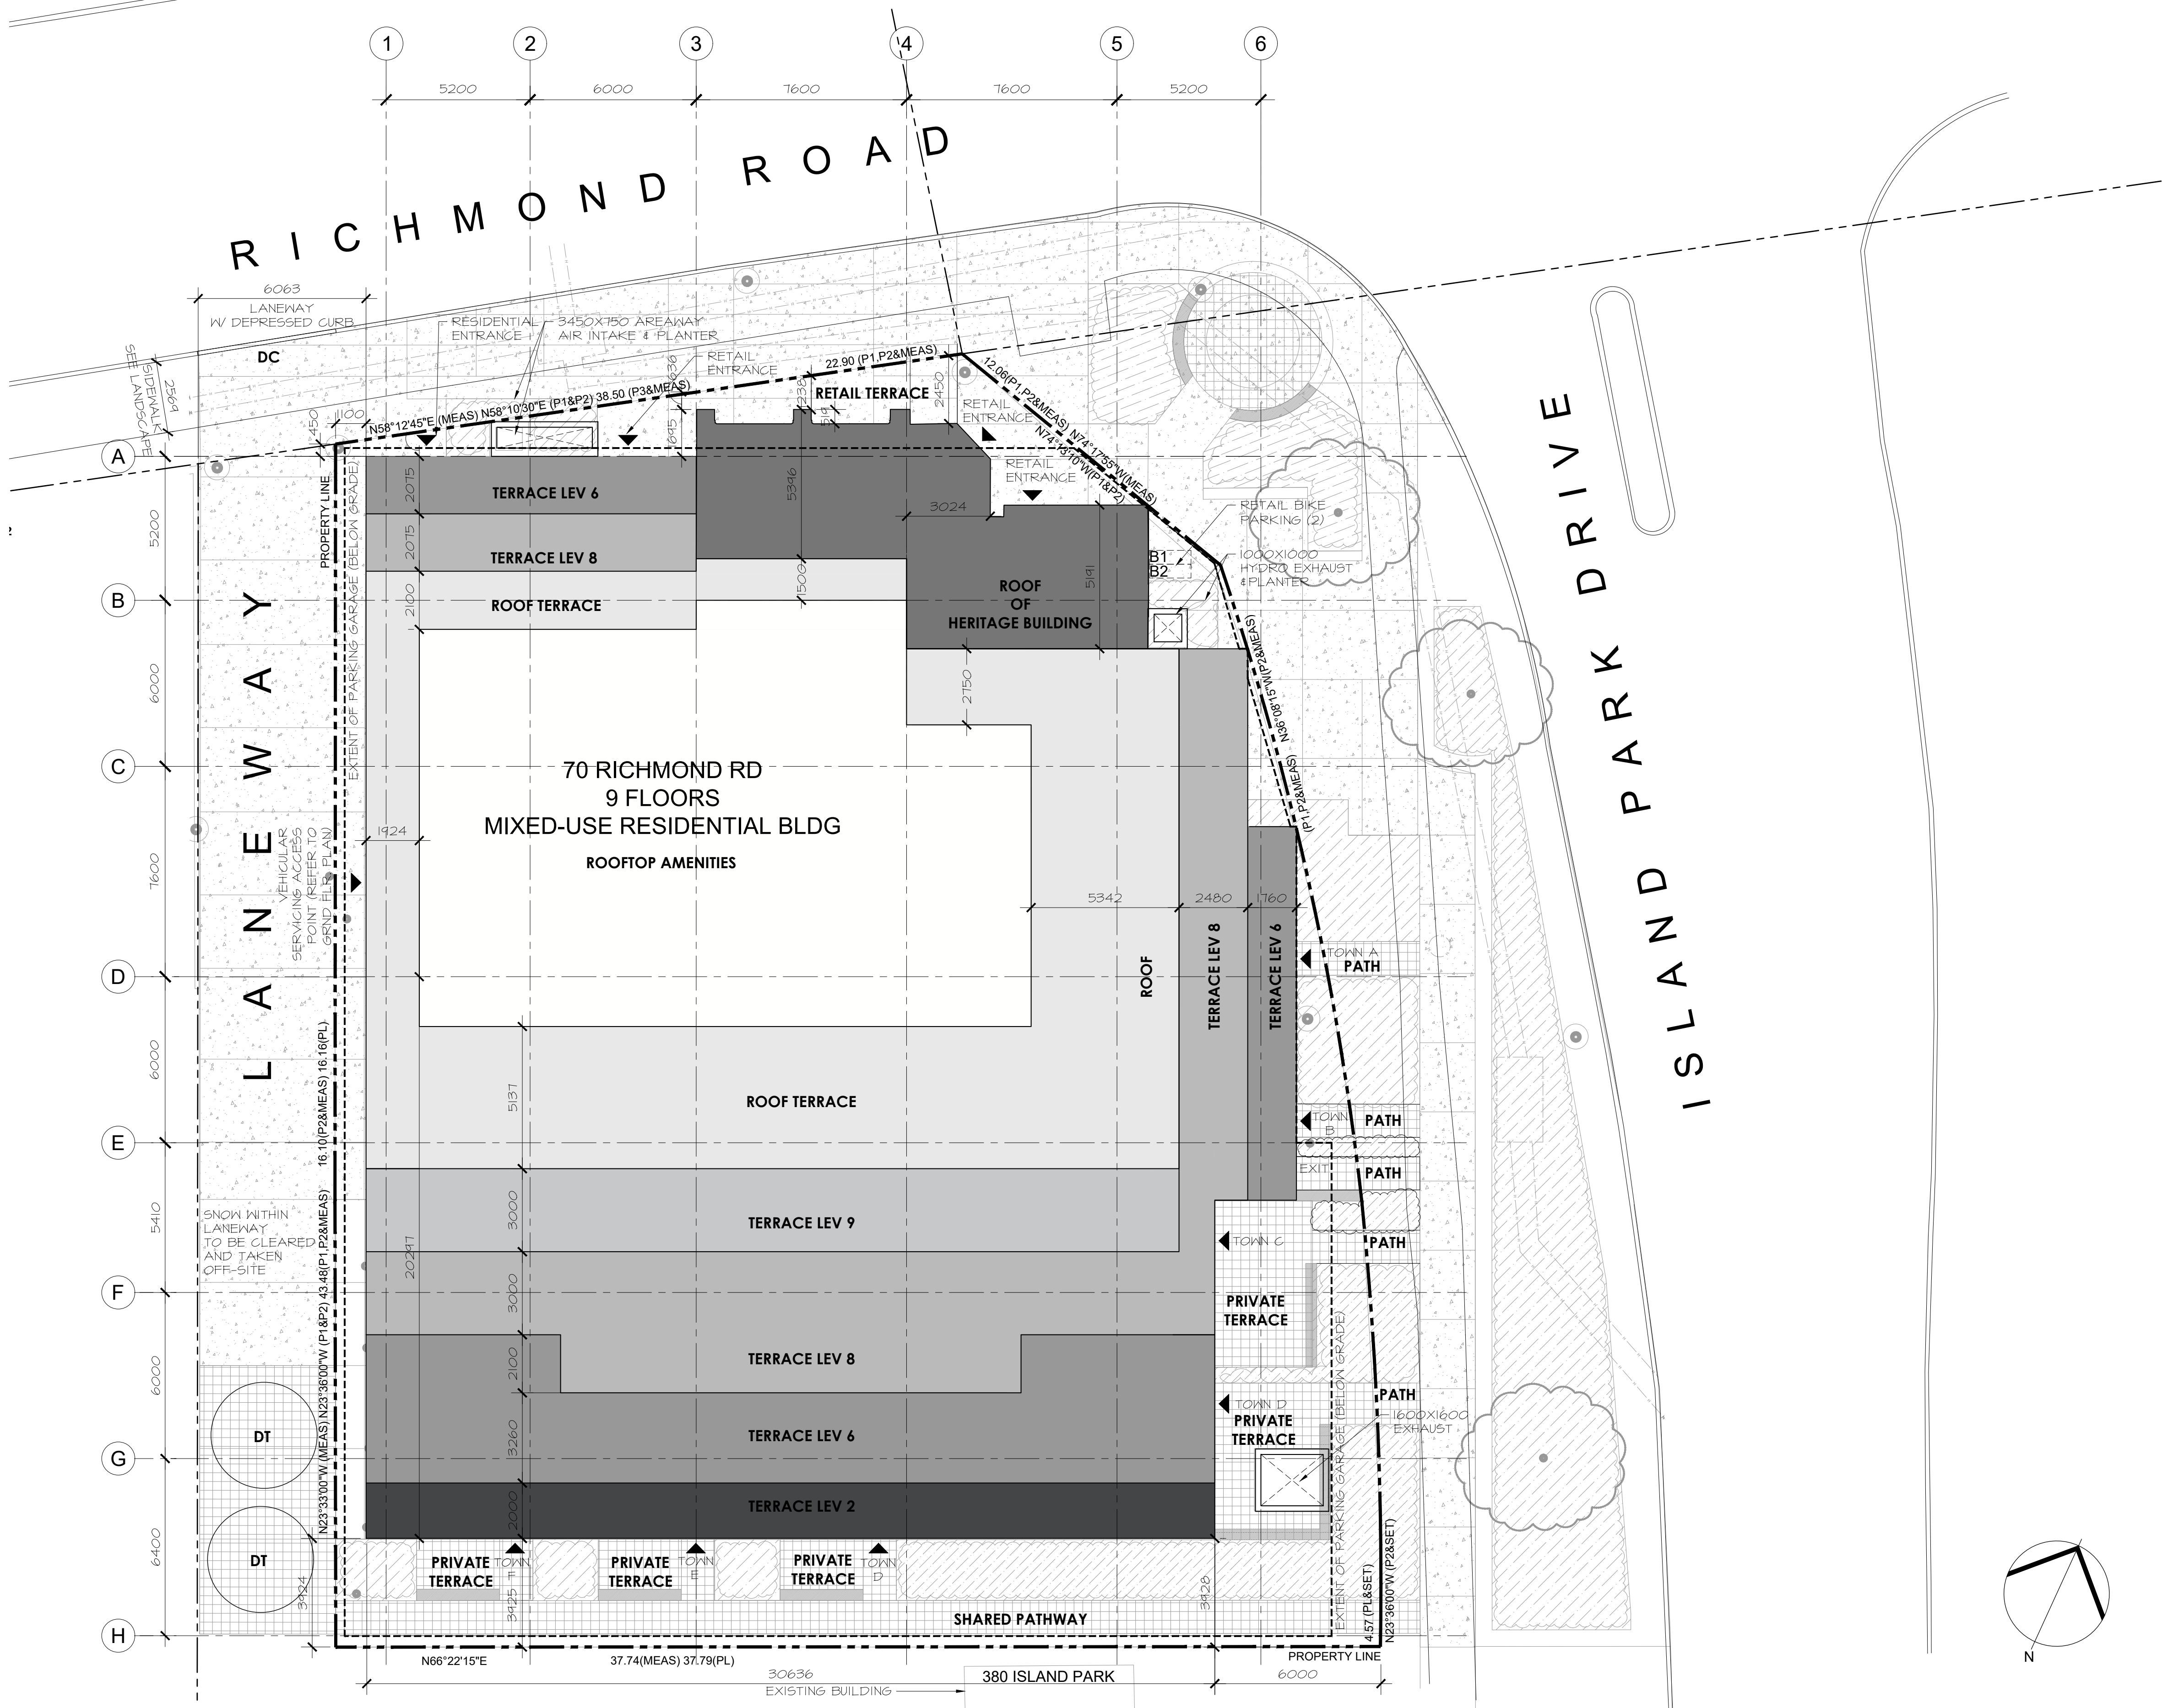 1 2 3 4 5 6
5200 6000 7600 7600 5200
RICHMOND ROAD
ISLAND PARK DRIVE
LANEWAY
6063
LANEWAY
W/ DEPRESSED CURB
DC
SEE LANDSCAPE
SIDEWALK
2569
RESIDENTIAL
ENTRANCE
3450X750 AREAWAY
AIR INTAKE & PLANTER
RETAIL
ENTRANCE
22.90 (P1,P2&MEAS)
N58°12'45"E (MEAS) N58°10'30"E (P1&P2) 38.50 (P3&MEAS)
RETAIL TERRACE
2450
RETAIL
ENTRANCE
12.06(P1,P2&MEAS) N74°17'55"W(MEAS)
N74°13'10"W(P1&P2)
RETAIL
ENTRANCE
1100
A
B
C
D
E
F
G
H
5200
6000
7600
6000
5410
6000
6400
PROPERTY LINE
EXTENT OF PARKING GARAGE (BELOW GRADE)
2075
TERRACE LEV 6
2075
TERRACE LEV 8
2100
ROOF TERRACE
5396
1500
3024
5191
ROOF
OF
HERITAGE BUILDING
RETAIL BIKE
PARKING (2)
B1
B2
1000X1000
HYDRO EXHAUST
&PLANTER
(P1,P2&MEAS) N36°08'15"W(P2&MEAS)
2750
70 RICHMOND RD
9 FLOORS
MIXED-USE RESIDENTIAL BLDG
ROOFTOP AMENITIES
1924
VEHICULAR
SERVICING ACCESS
POINT (REFER TO
GRND FLR PLAN)
5342 2480 1760
ROOF
TERRACE LEV 8
TERRACE LEV 6
TOWN A
PATH
TOWN
B
PATH
EXIT
PATH
16.10(P2&MEAS) 16.16(PL)
5137
ROOF TERRACE
3000
TERRACE LEV 9
20297
3000
SNOW WITHIN
LANEWAY
TO BE CLEARED
AND TAKEN
OFF-SITE
N23°33'00"W (MEAS) N23°36'00"W (P1&P2) 43.48(P1,P2&MEAS)
TOWN C
PATH
PRIVATE
TERRACE
2100
TERRACE LEV 8
3260
TERRACE LEV 6
2000
TERRACE LEV 2
TOWN D
PRIVATE
TERRACE
PATH
1600X1600
EXHAUST
EXTENT OF PARKING GARAGE (BELOW GRADE)
DT
DT
3924
PRIVATE
TERRACE
TOWN
F
PRIVATE
TERRACE
TOWN
E
PRIVATE
TERRACE
TOWN
D
3925
3928
SHARED PATHWAY
4.57 (PL&SET)
N23°36'00"W (P2&SET)
N66°22'15"E
37.74(MEAS) 37.79(PL)
PROPERTY LINE
30636
6000
380 ISLAND PARK
EXISTING BUILDING
N